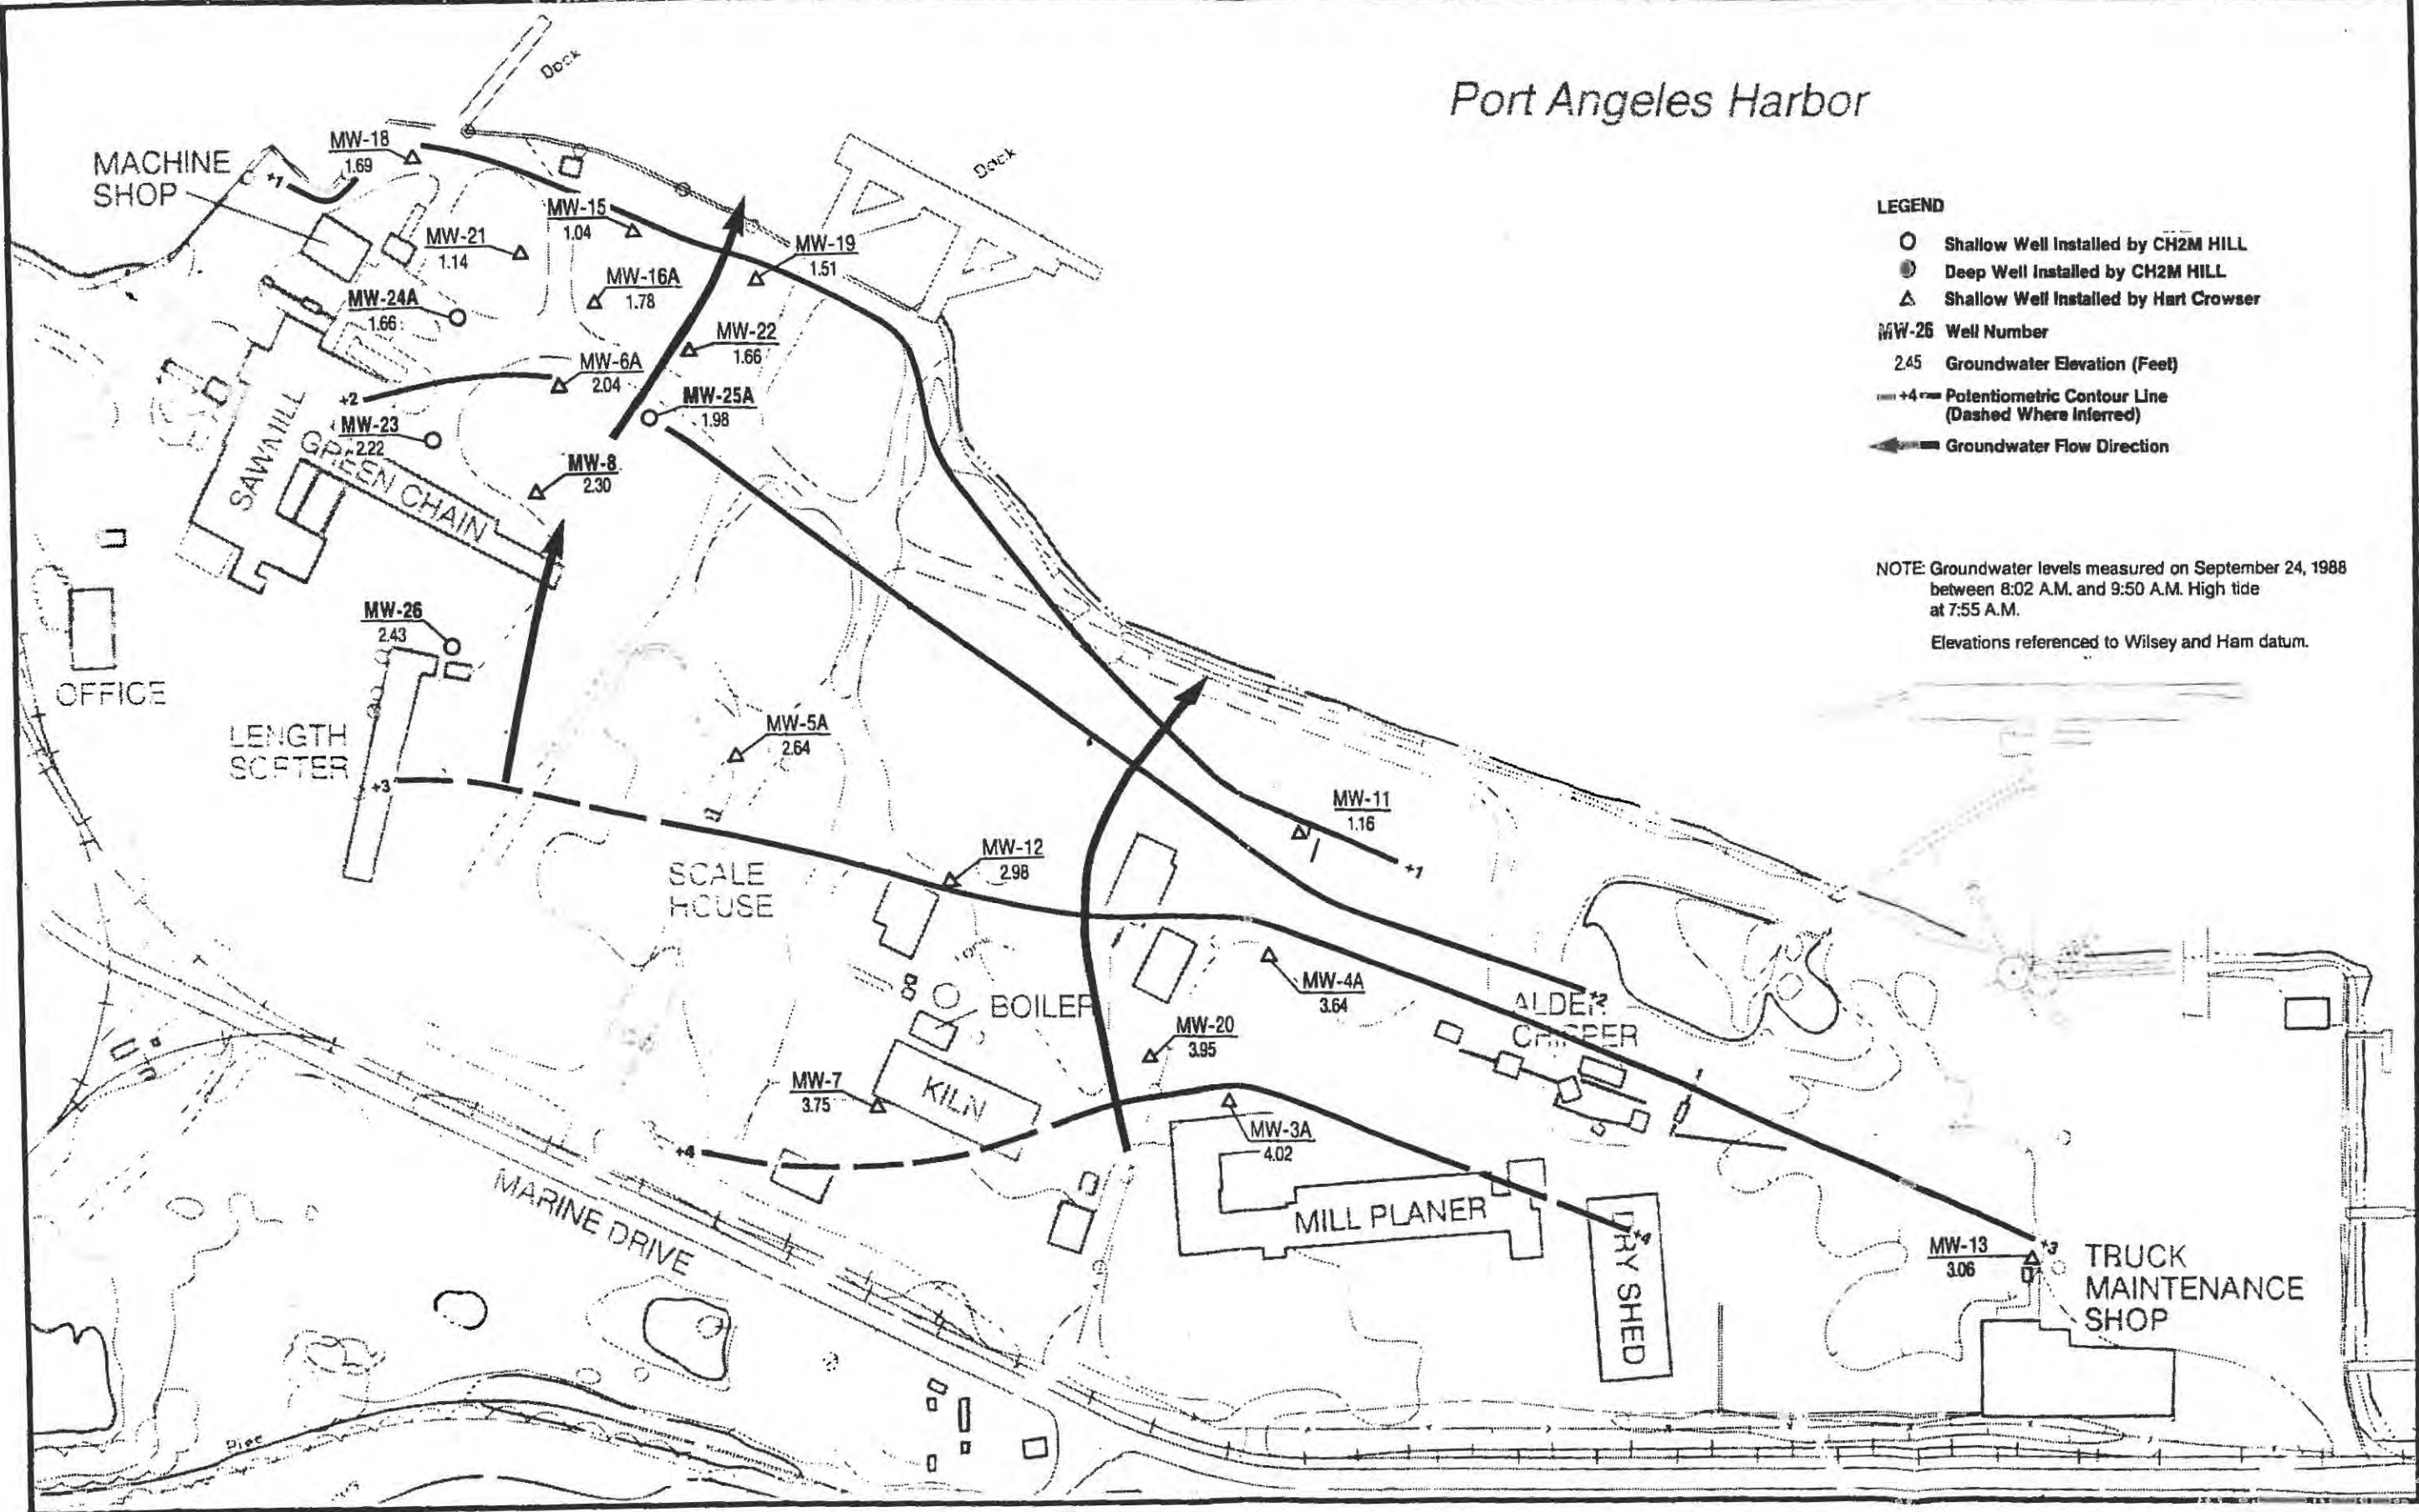 Port Angeles Harbor
Dock
Dock
MACHINE
SHOP
+1
MW-18
1.69
MW-15
1.04
MW-21
1.14
MW-19
1.51
MW-16A
1.78
MW-24A
1.66
MW-22
1.66
MW-6A
2.04
+2
MW-25A
1.98
MW-23
2.22
SAWMILL
GREEN CHAIN
MW-8
2.30
MW-26
2.43
OFFICE
LENGTH
SORTER
+3
MW-5A
2.64
SCALE
HOUSE
MW-12
2.98
MW-11
1.16
+1
BOILER
MW-4A
3.64
+2
ALDER
CHIPPER
MW-20
3.95
MW-7
3.75
KILN
+4
MW-3A
4.02
MILL PLANER
+4
DRY SHED
MARINE DRIVE
MW-13
3.06
+3
TRUCK
MAINTENANCE
SHOP
LEGEND
Shallow Well Installed by CH2M HILL
Deep Well Installed by CH2M HILL
Shallow Well Installed by Hart Crowser
MW-26 Well Number
2.45 Groundwater Elevation (Feet)
+4 Potentiometric Contour Line
(Dashed Where Inferred)
Groundwater Flow Direction
NOTE: Groundwater levels measured on September 24, 1988
between 8:02 A.M. and 9:50 A.M. High tide
at 7:55 A.M.
Elevations referenced to Wilsey and Ham datum.